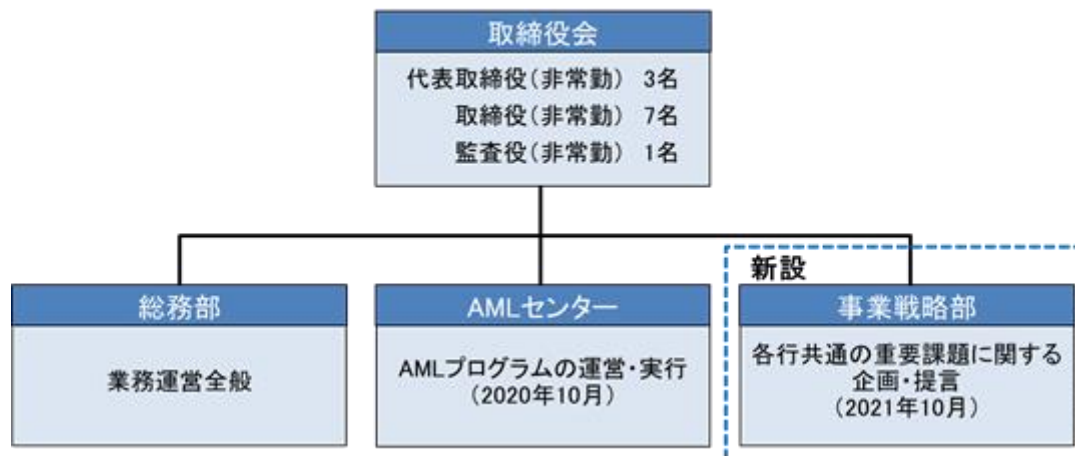 取締役会
代表取締役（非常勤） 3名
取締役（非常勤） 7名
監査役（非常勤） 1名
新設
総務部
業務運営全般
AMLセンター
AMLプログラムの運営・実行
（2020年10月）
事業戦略部
各行共通の重要課題に関する
企画・提言
（2021年10月）